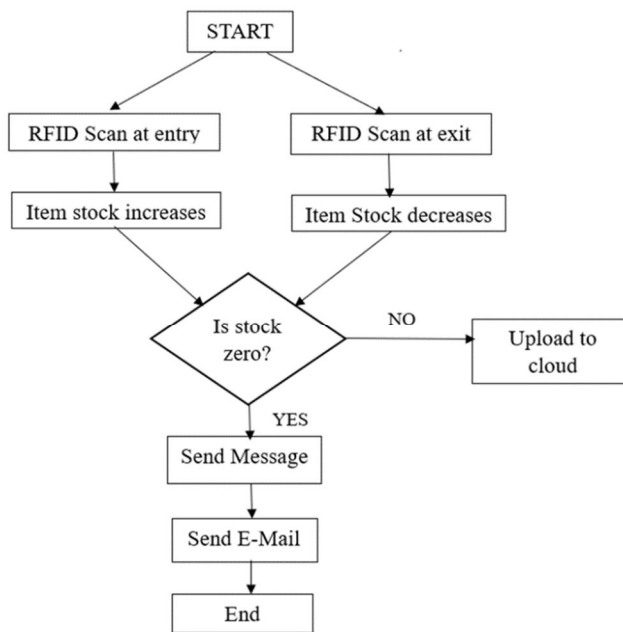 START
RFID Scan at entry
RFID Scan at exit
Item stock increases
Item Stock decreases
Is stock
zero?
NO
Upload to
cloud
YES
Send Message
Send E-Mail
End